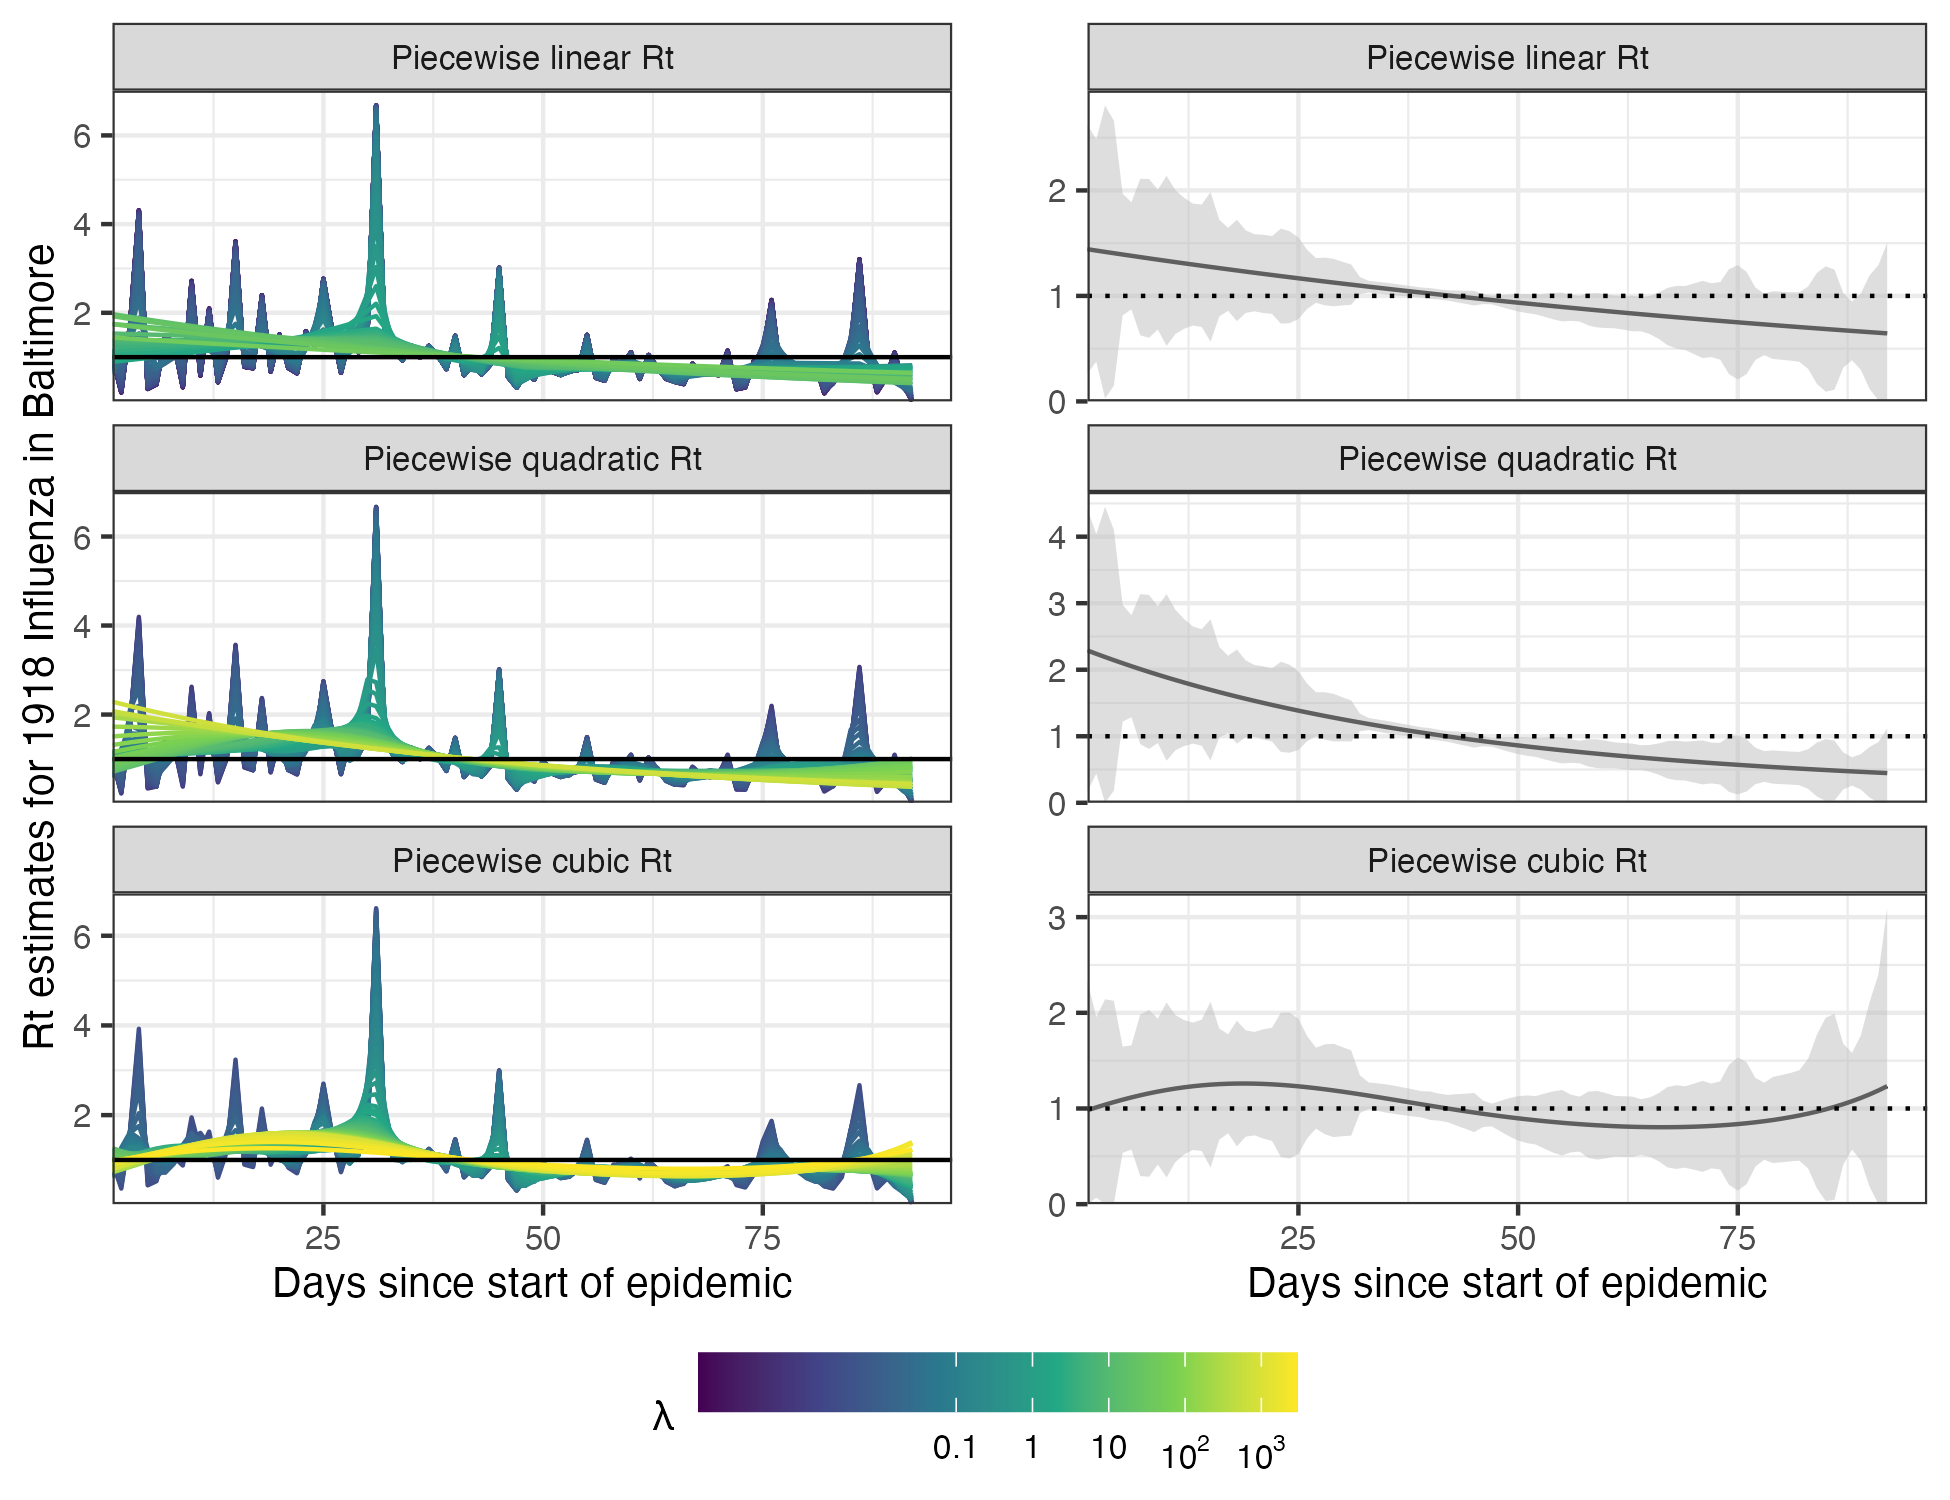 Rt estimates for 1918 Influenza in Baltimore
Piecewise linear Rt
6
4
2
Piecewise quadratic Rt
6
4
2
Piecewise cubic Rt
6
4
2
25 50 75
Days since start of epidemic
Piecewise linear Rt
2
1
0
Piecewise quadratic Rt
4
3
2
1
0
Piecewise cubic Rt
3
2
1
0
25 50 75
Days since start of epidemic
λ
0.1 1 10 10² 10³